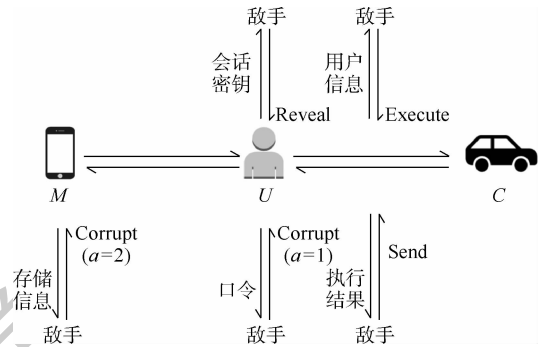 敌手 敌手
会话 用户
密钥 信息
Reveal Execute
M U C
Corrupt Corrupt
(a=2) (a=1) Send
存储 口令 执行
信息 结果
敌手 敌手 敌手